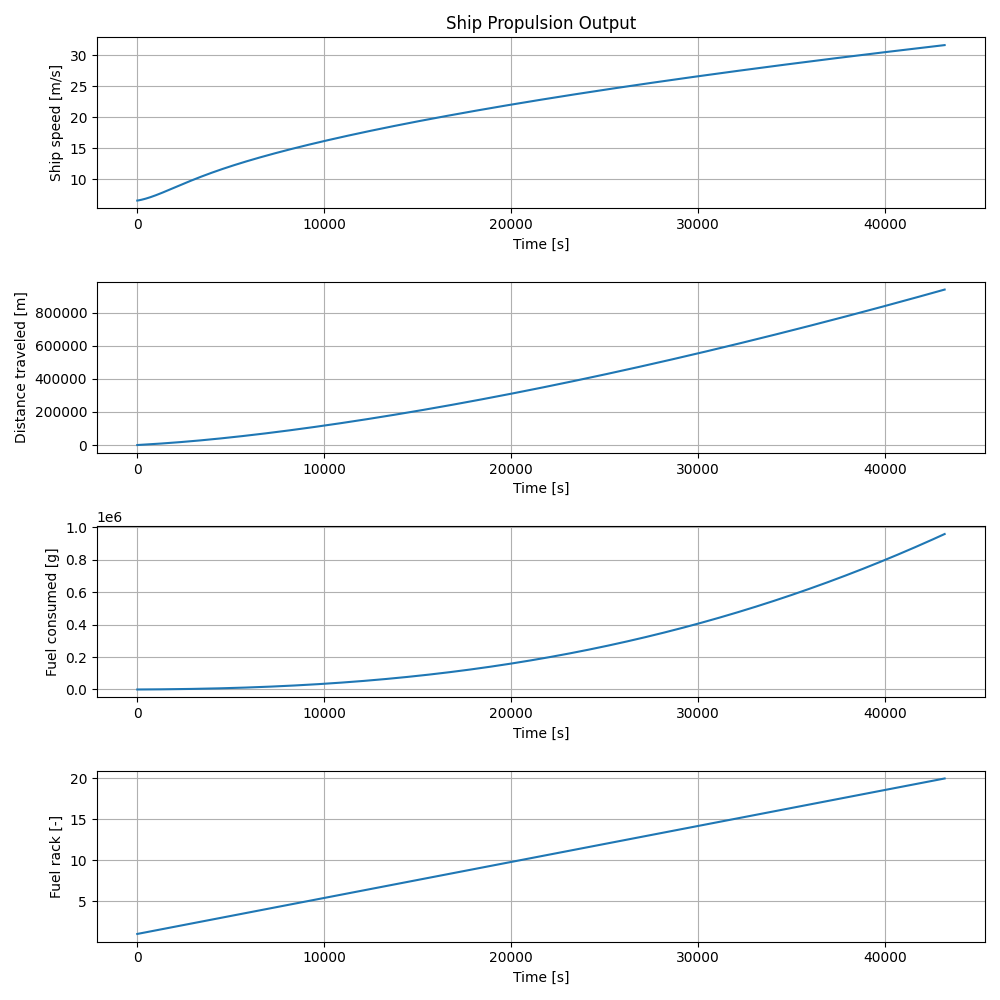 Ship Propulsion Output
Ship speed [m/s]
30
25
20
15
10
0 10000 20000 30000 40000
Time [s]
Distance traveled [m]
800000
600000
400000
200000
0
0 10000 20000 30000 40000
Time [s]
1e6
Fuel consumed [g]
1.0
0.8
0.6
0.4
0.2
0.0
0 10000 20000 30000 40000
Time [s]
Fuel rack [-]
20
15
10
5
0 10000 20000 30000 40000
Time [s]